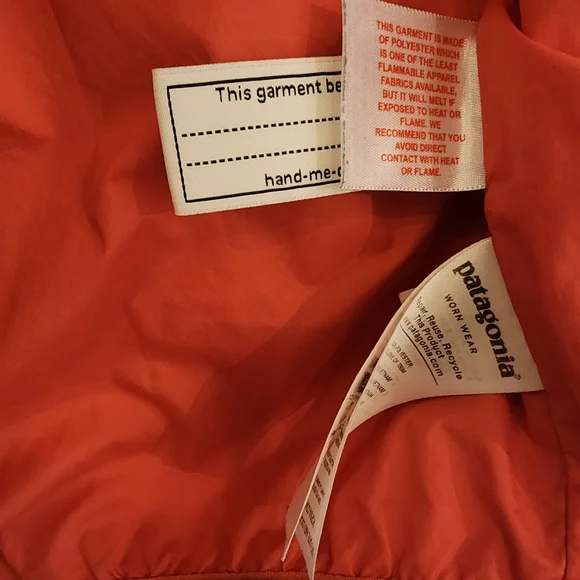 This garment be
hand-me-
THIS GARMENT IS MADE
OF POLYESTER WHICH
IS ONE OF THE LEAST
FLAMMABLE APPAREL
FABRICS AVAILABLE,
BUT IT WILL MELT IF
EXPOSED TO HEAT OR
FLAME. WE
RECOMMEND THAT YOU
AVOID DIRECT
CONTACT WITH HEAT
OR FLAME.
patagonia®
WORN WEAR
Repair, Reuse, Recycle
This Product
patagonia.com